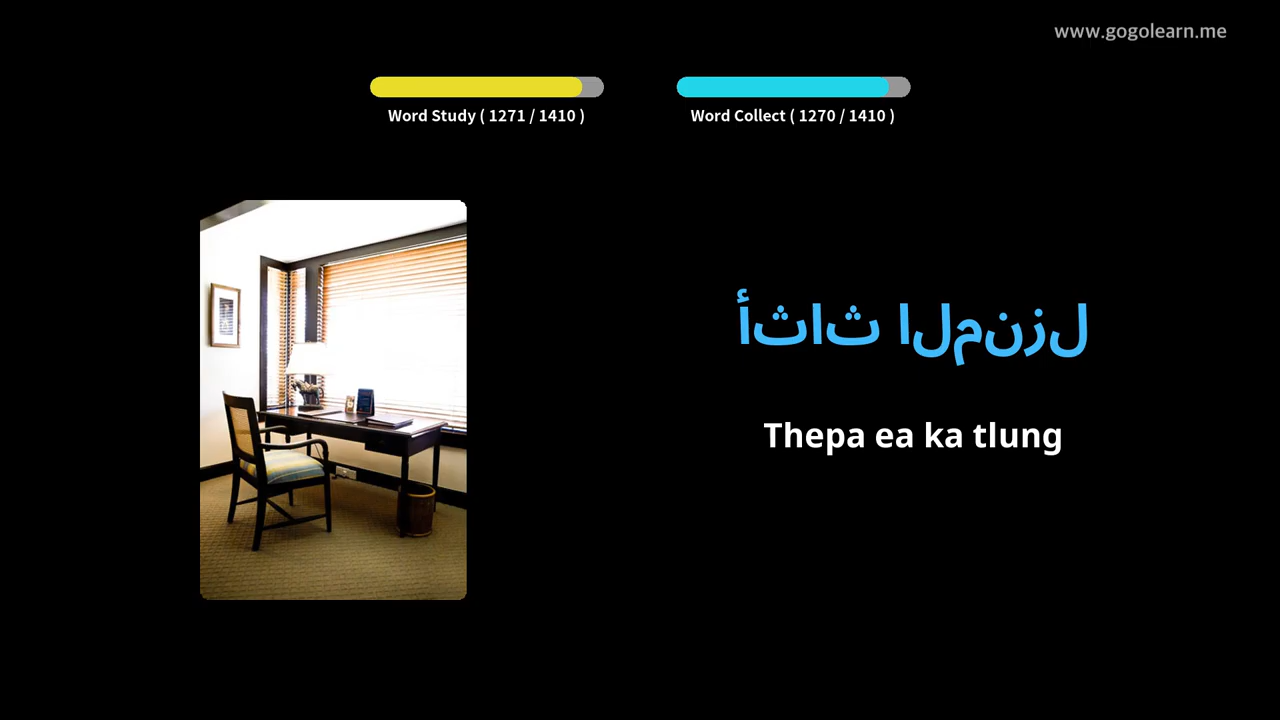 www.gogolearn.me
Word Study ( 1271 / 1410 )
Word Collect ( 1270 / 1410 )
أثاث المنزل
Thepa ea ka tlung